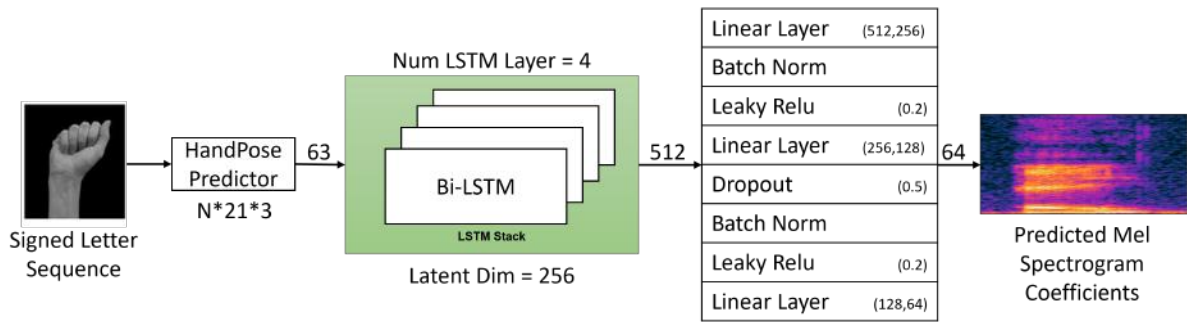 Signed Letter
Sequence
HandPose
Predictor
N*21*3
63
Num LSTM Layer = 4
Bi-LSTM
LSTM Stack
Latent Dim = 256
512
Linear Layer (512,256)
Batch Norm
Leaky Relu (0.2)
Linear Layer (256,128)
Dropout (0.5)
Batch Norm
Leaky Relu (0.2)
Linear Layer (128,64)
64
Predicted Mel
Spectrogram
Coefficients